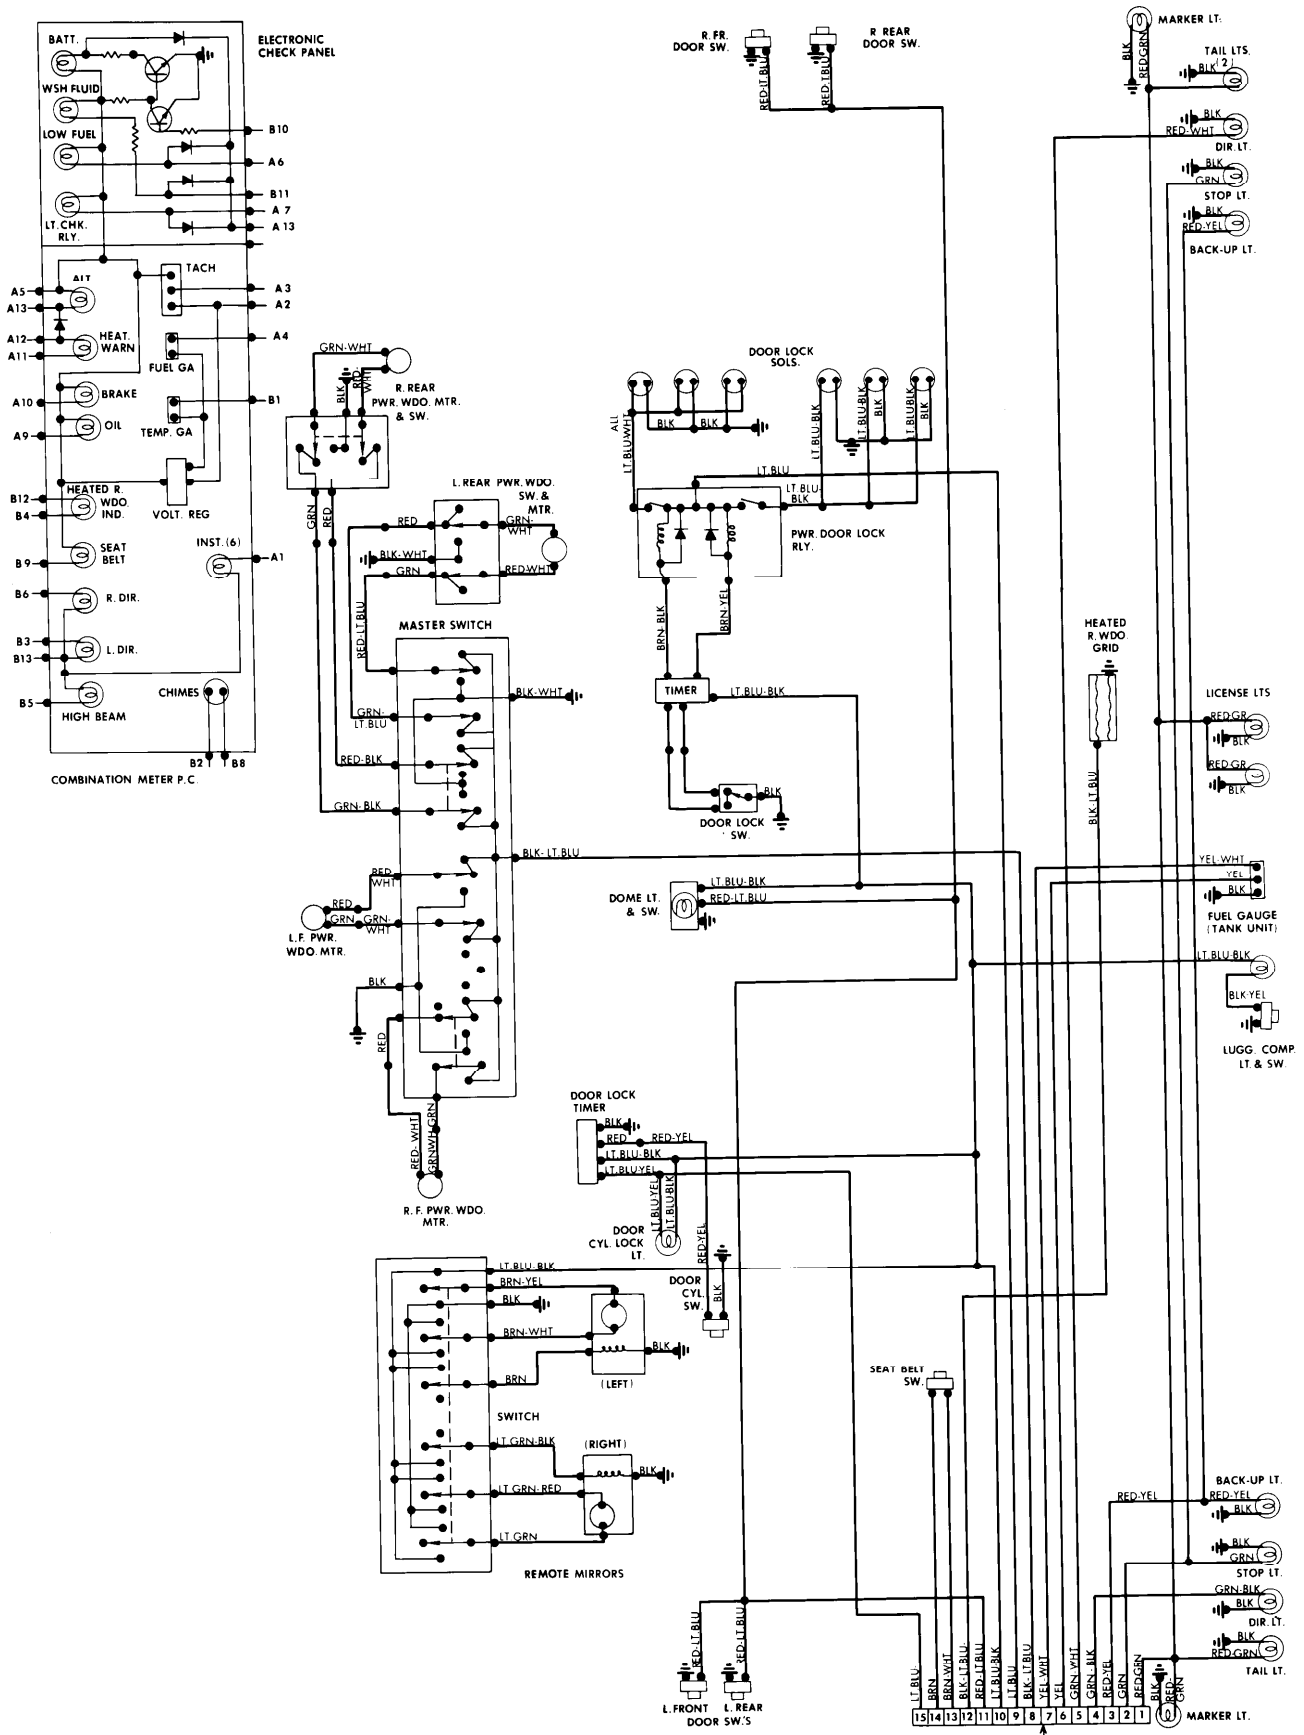 BATT.
WSH FLUID
LOW FUEL
LT.CHK.
RLY.
ELECTRONIC
CHECK PANEL
B10
A6
B11
A 7
A 13
TACH
ALT
A5
A13
A3
A2
A12
A11
HEAT.
WARN
A4
FUEL GA
A10
BRAKE
B1
A9
OIL
TEMP. GA
B12
B4
HEATED R.
WDO.
IND.
VOLT. REG
B9
SEAT
BELT
INST.(6)
A1
B6
R. DIR.
B3
B13
L. DIR.
B5
HIGH BEAM
CHIMES
B2
B8
COMBINATION METER P.C.
R. FR.
DOOR SW.
R REAR
DOOR SW.
RED-LT.BLU
RED-LT.BLU
MARKER LT.
BLK
RED-GRN
TAIL LTS.
(2)
BLK
BLK
RED-WHT
DIR. LT.
BLK
GRN
STOP LT.
BLK
RED-YEL
BACK-UP LT.
GRN-WHT
BLK
RED-
WHT
R. REAR
PWR. WDO. MTR.
& SW.
GRN
RED
L. REAR PWR. WDO.
SW. &
MTR.
RED
GRN-
WHT
BLK-WHT
GRN
RED-WHT
RED-LT.BLU
DOOR LOCK
SOLS.
ALL
LT.BLU-WHT
BLK
BLK
LT.BLU-BLK
LT.BLU-BLK
BLK
LT.BLU-BLK
BLK
LT.BLU
LT.BLU-
BLK
PWR. DOOR LOCK
RLY.
BRN-BLK
BRN-YEL
TIMER
LT.BLU-BLK
BLK
DOOR LOCK
SW.
MASTER SWITCH
BLK-WHT
GRN-
LT.BLU
RED-BLK
GRN-BLK
BLK-LT.BLU
RED
WHT
RED
GRN
GRN-
WHT
L.F. PWR.
WDO. MTR.
BLK
RED
RED-WHT
GRN-WH
GRN
R.F. PWR. WDO.
MTR.
DOME LT.
& SW.
LT.BLU-BLK
RED-LT.BLU
HEATED
R. WDO.
GRID
BLK-LT.BLU
LICENSE LTS
RED-GR
BLK
RED-GR
BLK
YEL-WHT
YEL
BLK
FUEL GAUGE
(TANK UNIT)
LT.BLU-BLK
BLK-YEL
LUGG. COMP.
LT. & SW.
DOOR LOCK
TIMER
BLK
RED
RED-YEL
LT.BLU-BLK
LT.BLU-YEL
LT.BLU-YEL
LT.BLU-BLK
DOOR
CYL. LOCK
LT.
RED-YEL
DOOR
CYL.
SW.
BLK
LT.BLU-BLK
BRN-YEL
BLK
BRN-WHT
BLK
BRN
(LEFT)
SWITCH
LT GRN-BLK
(RIGHT)
BLK
LT GRN-RED
LT GRN
REMOTE MIRRORS
SEAT BELT
SW.
RED-YEL
BACK-UP LT.
RED-YEL
BLK
BLK
GRN
STOP LT.
GRN-BLK
BLK
DIR. LT.
BLK
RED-GRN
TAIL LT.
RED-LT.BLU
RED-LT.BLU
L. FRONT
L. REAR
DOOR SW.'S
LT.BLU-
BRN
BRN-WHT
BLK-LT.BLU-
RED-LT.BLU
LT.BLU-BLK
LT.BLU
BLK-LT BLU
YEL-WHT
YEL
GRN-WHT
GRN-BLK
RED-YEL
GRN
RED-GRN
BLK
RED-
GRN
15 14 13 12 11 10 9 8 7 6 5 4 3 2 1
MARKER LT.